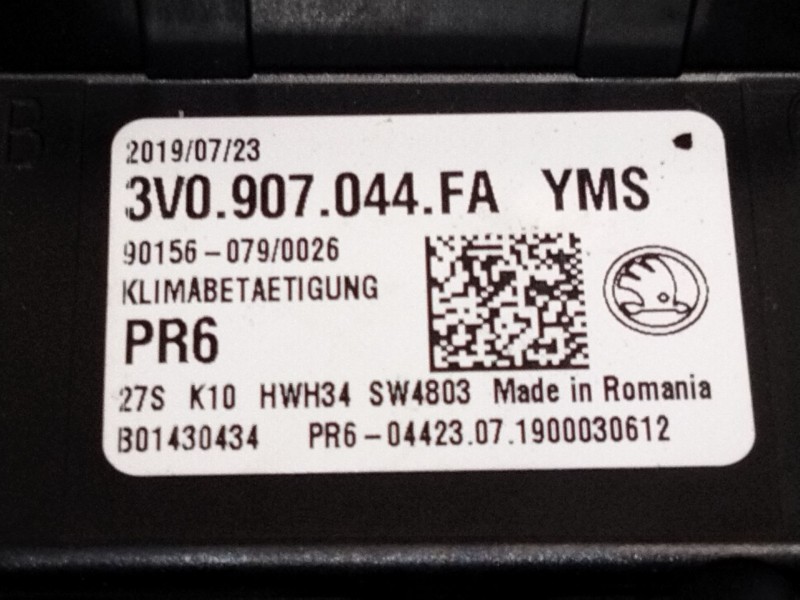 2019/07/23
3V0.907.044.FA YMS
90156-079/0026
KLIMABETAETIGUNG
PR6
27S K10 HWH34 SW4803 Made in Romania
B01430434 PR6-04423.07.1900030612